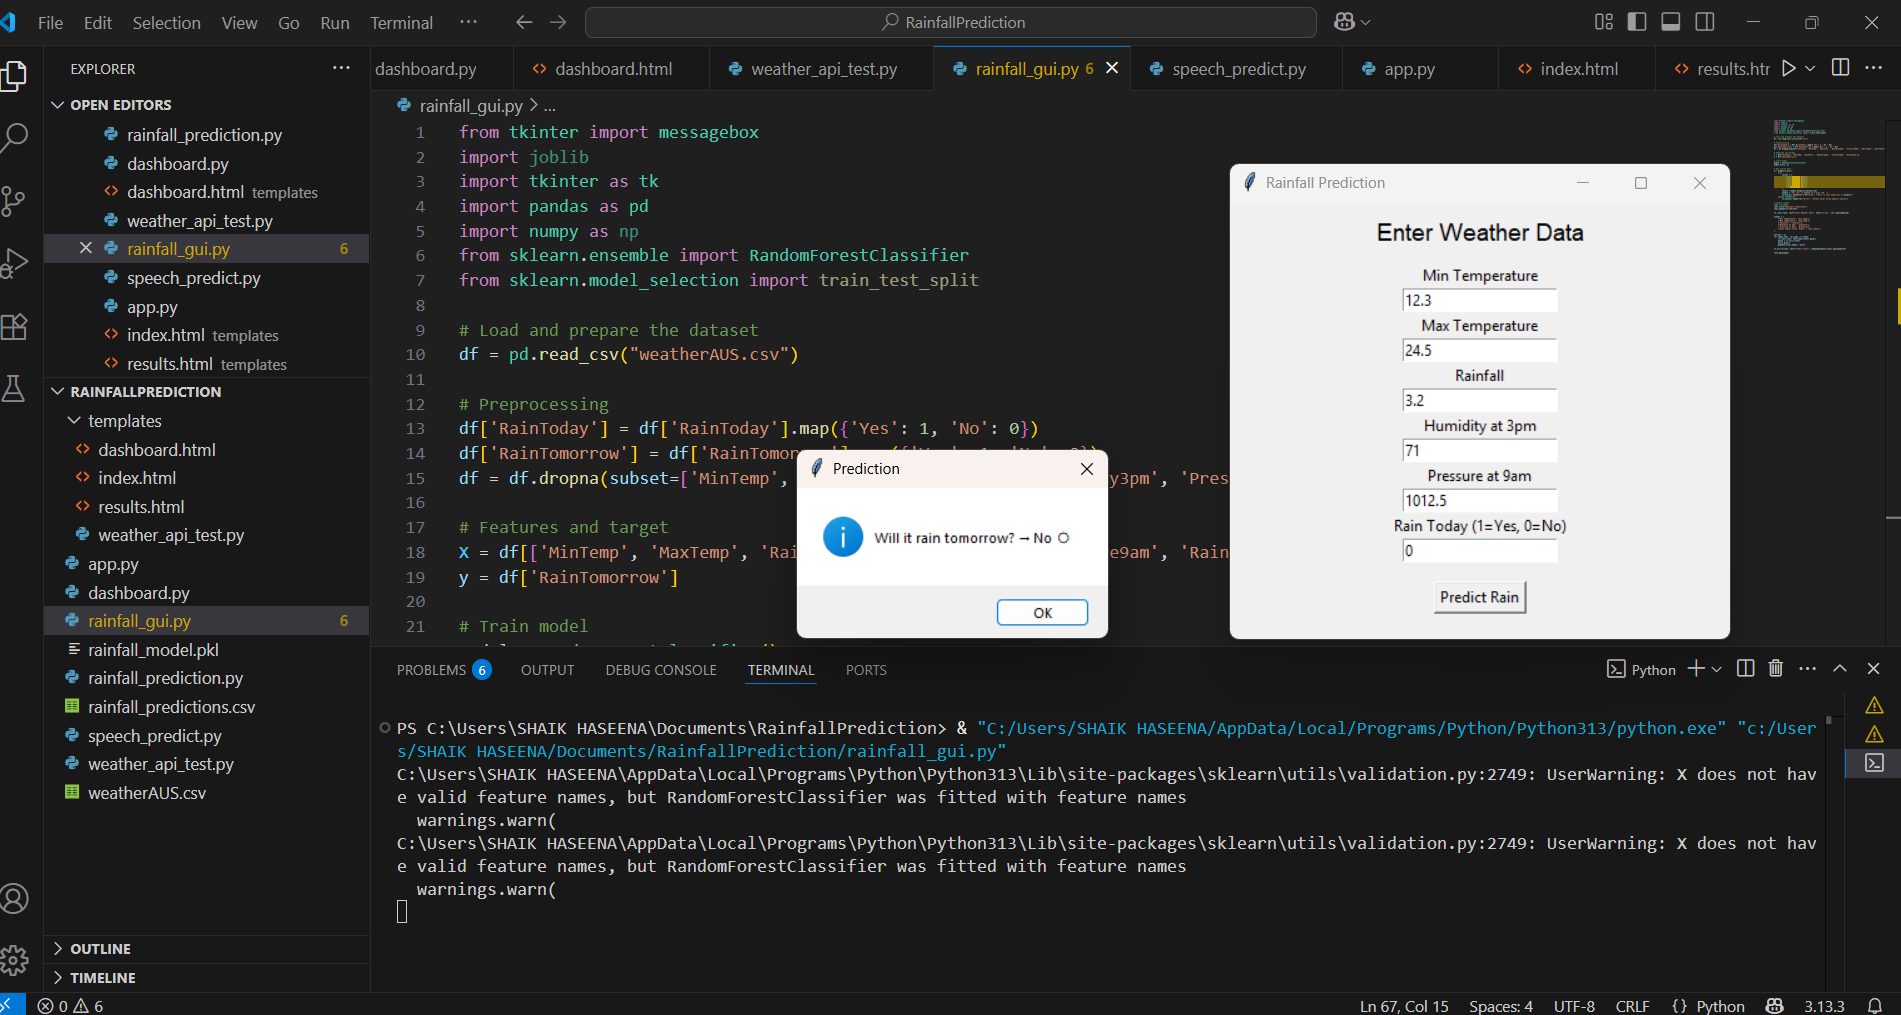 File Edit Selection View Go Run Terminal ··· RainfallPrediction
EXPLORER ···
OPEN EDITORS
rainfall_prediction.py
dashboard.py
dashboard.html templates
weather_api_test.py
rainfall_gui.py 6
speech_predict.py
app.py
index.html templates
results.html templates
RAINFALLPREDICTION
templates
dashboard.html
index.html
results.html
weather_api_test.py
app.py
dashboard.py
rainfall_gui.py 6
rainfall_model.pkl
rainfall_prediction.py
rainfall_predictions.csv
speech_predict.py
weather_api_test.py
weatherAUS.csv
OUTLINE
TIMELINE
dashboard.py dashboard.html weather_api_test.py rainfall_gui.py 6 speech_predict.py app.py index.html results.htr
rainfall_gui.py > ...
1 from tkinter import messagebox
2 import joblib
3 import tkinter as tk
4 import pandas as pd
5 import numpy as np
6 from sklearn.ensemble import RandomForestClassifier
7 from sklearn.model_selection import train_test_split
8
9 # Load and prepare the dataset
10 df = pd.read_csv("weatherAUS.csv")
11
12 # Preprocessing
13 df['RainToday'] = df['RainToday'].map({'Yes': 1, 'No': 0})
14 df['RainTomorrow'] = df['RainTomor
15 df = df.dropna(subset=['MinTemp', y3pm', 'Pres
16
17 # Features and target
18 X = df[['MinTemp', 'MaxTemp', 'Rai e9am', 'Rain
19 y = df['RainTomorrow']
20
21 # Train model
Prediction
Will it rain tomorrow? → No
OK
Rainfall Prediction
Enter Weather Data
Min Temperature
12.3
Max Temperature
24.5
Rainfall
3.2
Humidity at 3pm
71
Pressure at 9am
1012.5
Rain Today (1=Yes, 0=No)
0
Predict Rain
PROBLEMS 6 OUTPUT DEBUG CONSOLE TERMINAL PORTS Python
PS C:\Users\SHAIK HASEENA\Documents\RainfallPrediction> & "C:/Users/SHAIK HASEENA/AppData/Local/Programs/Python/Python313/python.exe" "c:/User
s/SHAIK HASEENA/Documents/RainfallPrediction/rainfall_gui.py"
C:\Users\SHAIK HASEENA\AppData\Local\Programs\Python\Python313\Lib\site-packages\sklearn\utils\validation.py:2749: UserWarning: X does not hav
e valid feature names, but RandomForestClassifier was fitted with feature names
warnings.warn(
C:\Users\SHAIK HASEENA\AppData\Local\Programs\Python\Python313\Lib\site-packages\sklearn\utils\validation.py:2749: UserWarning: X does not hav
e valid feature names, but RandomForestClassifier was fitted with feature names
warnings.warn(
0 6 Ln 67, Col 15 Spaces: 4 UTF-8 CRLF {} Python 3.13.3